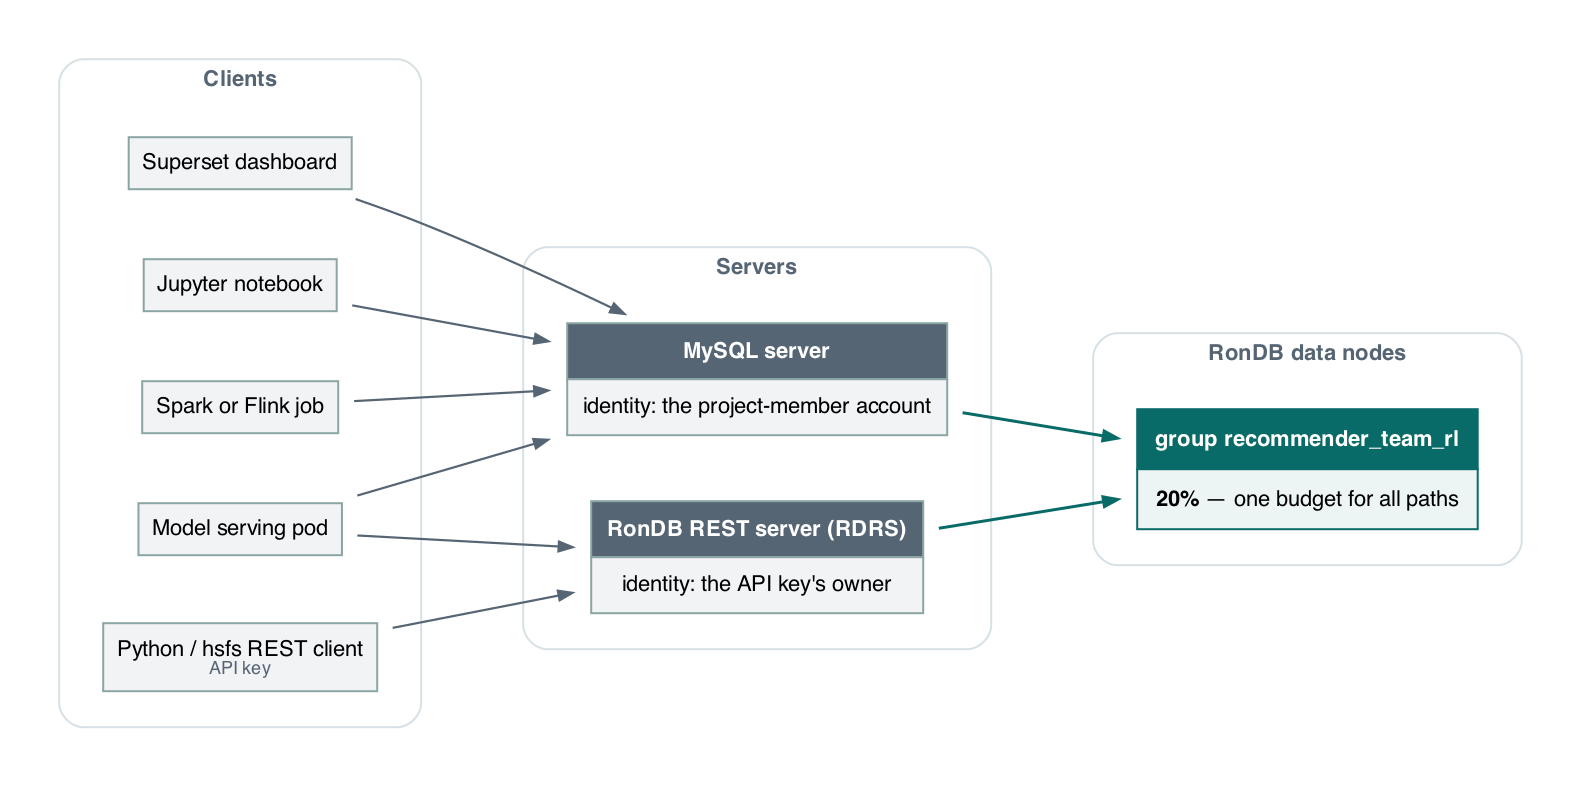 Clients
Superset dashboard
Jupyter notebook
Spark or Flink job
Model serving pod
Python / hsfs REST client
API key
Servers
MySQL server
identity: the project-member account
RonDB REST server (RDRS)
identity: the API key's owner
RonDB data nodes
group recommender_team_rl
20% — one budget for all paths